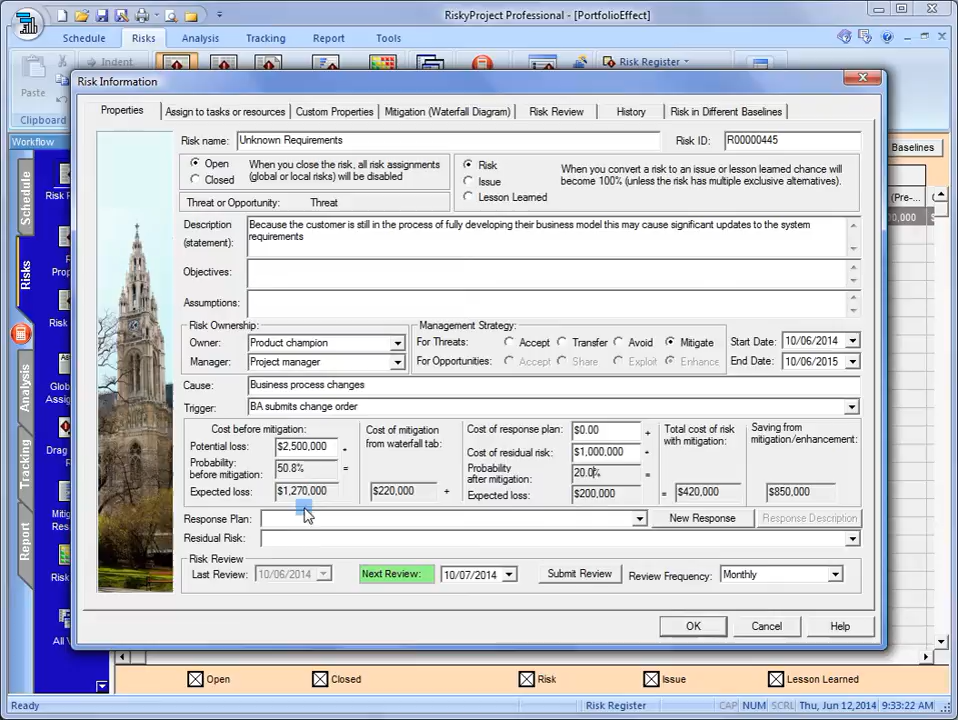 RiskyProject Professional - [PortfolioEffect]
Schedule Risks Analysis Tracking Report Tools
Paste Indent Risk Register
Clipboard
Risk Information
Workflow
Baselines
Properties Assign to tasks or resources Custom Properties Mitigation (Waterfall Diagram) Risk Review History Risk in Different Baselines
Risk name: Unknown Requirements Risk ID: R00000445
Open When you close the risk, all risk assignments (global or local risks) will be disabled
Closed
Risk When you convert a risk to an issue or lesson learned chance will become 100% (unless the risk has multiple exclusive alternatives).
Issue
Lesson Learned
Threat or Opportunity: Threat
Description (statement): Because the customer is still in the process of fully developing their business model this may cause significant updates to the system requirements
Objectives:
Assumptions:
Risk Ownership:
Owner: Product champion
Manager: Project manager
Management Strategy:
For Threats: Accept Transfer Avoid Mitigate
For Opportunities: Accept Share Exploit Enhance
Start Date: 10/06/2014
End Date: 10/06/2015
Cause: Business process changes
Trigger: BA submits change order
Cost before mitigation:
Potential loss: $2,500,000
Probability before mitigation: 50.8% =
Expected loss: $1,270,000
Cost of mitigation from waterfall tab:
$220,000 +
Cost of response plan: $0.00 +
Cost of residual risk: $1,000,000
Probability after mitigation: 20.0% =
Expected loss: $200,000
Total cost of risk with mitigation:
= $420,000
Saving from mitigation/enhancement:
$850,000
Response Plan: New Response Response Description
Residual Risk:
Risk Review
Last Review: 10/06/2014 Next Review: 10/07/2014 Submit Review Review Frequency: Monthly
OK Cancel Help
Schedule
Risks
Analysis
Tracking
Report
Open Closed Risk Issue Lesson Learned
Ready Risk Register CAP NUM SCRL Thu, Jun 12,2014 9:33:22 AM